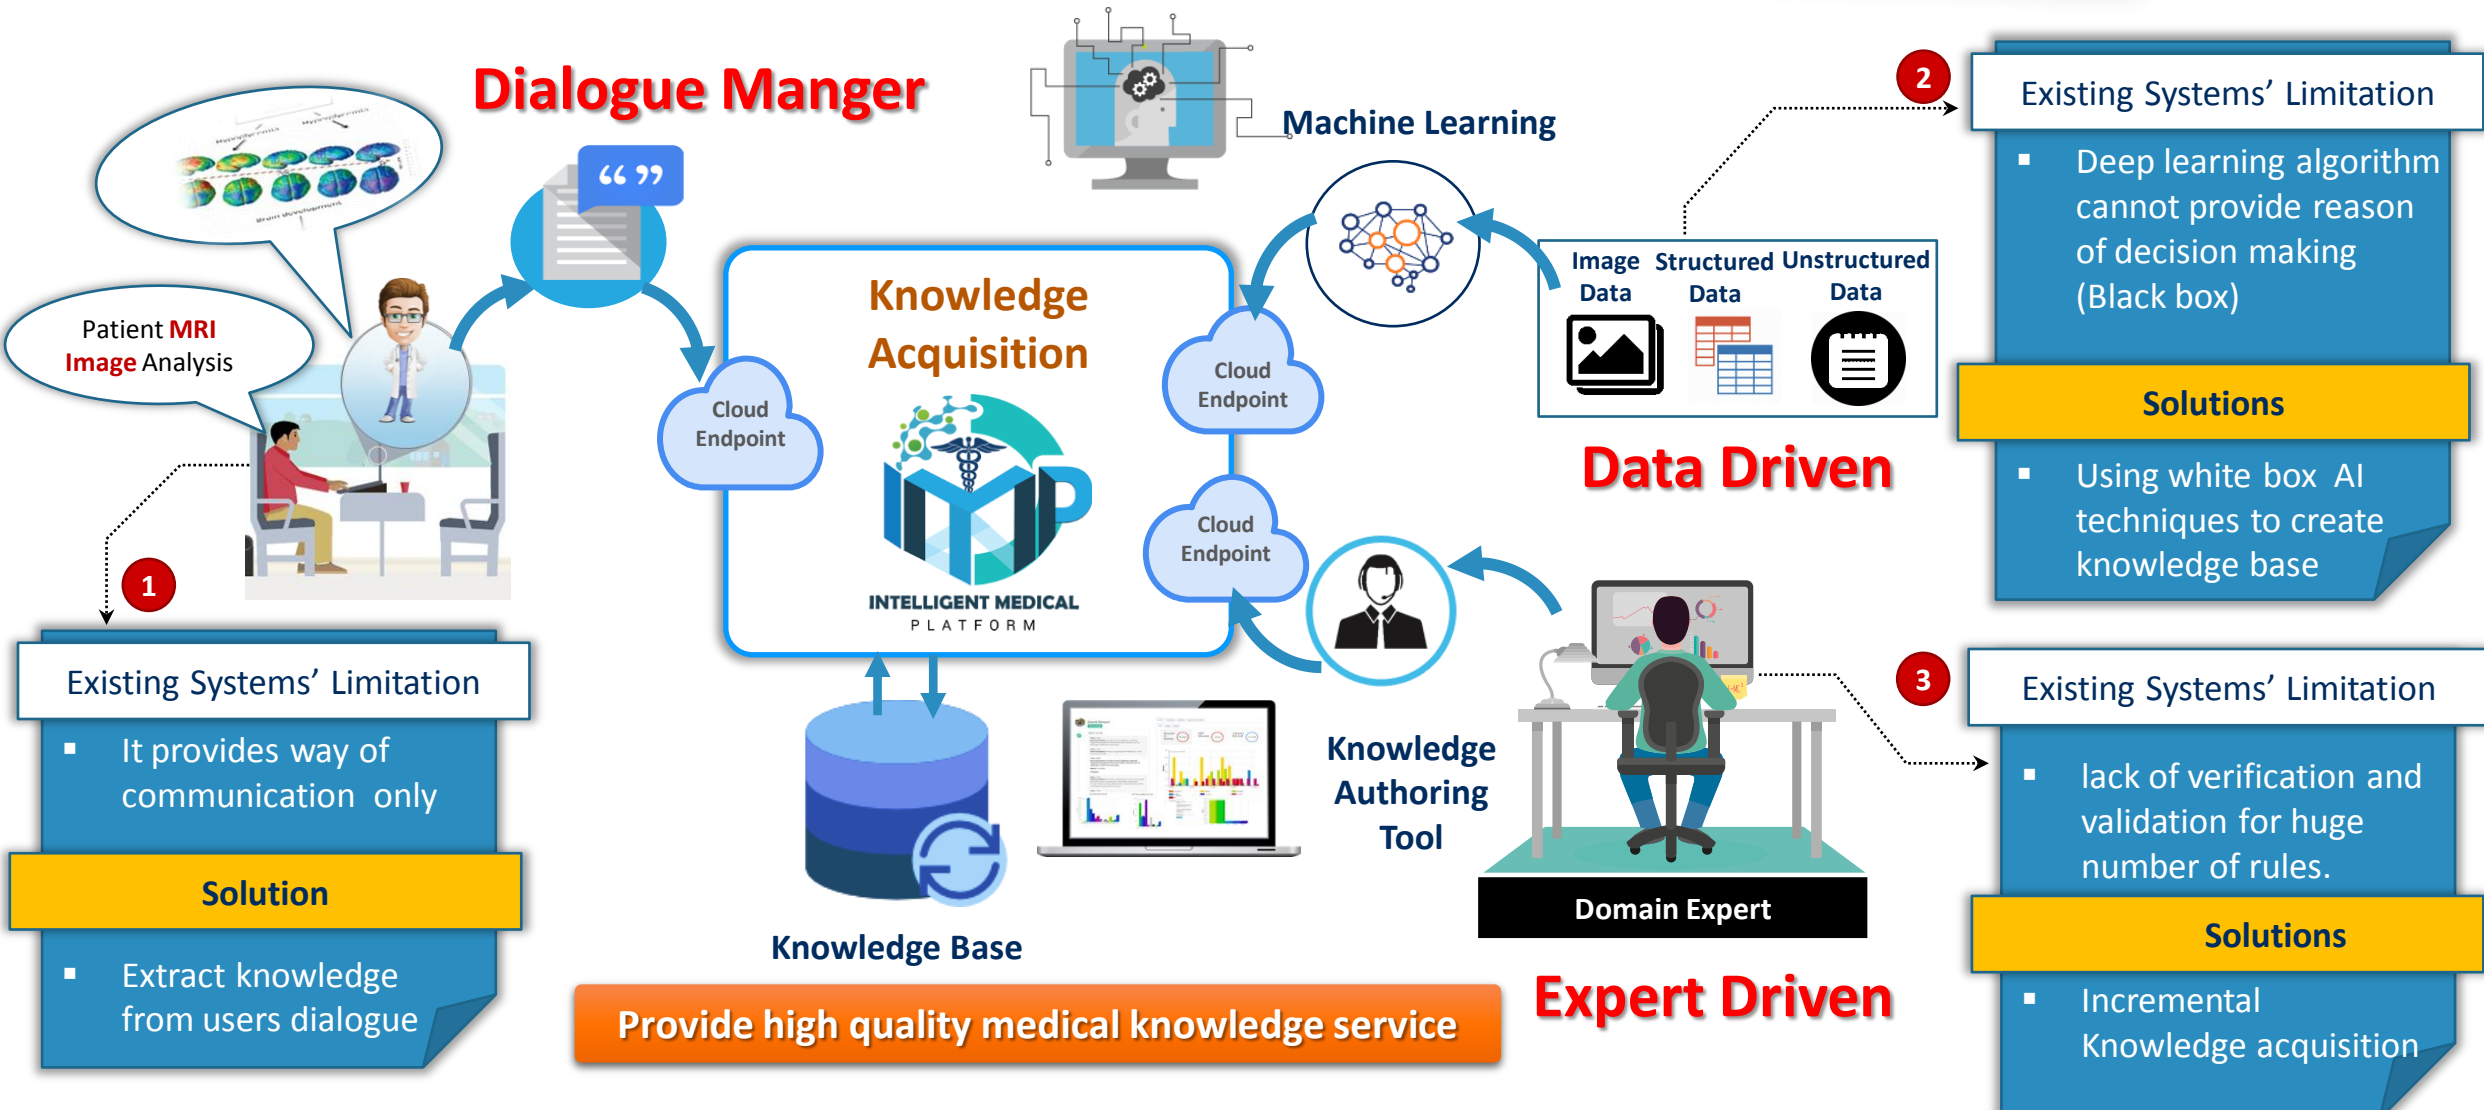 Dialogue Manger
Machine Learning
Hypoglycemia
Hyperglycemia
Brain development
“ ”
Patient MRI
Image Analysis
Knowledge
Acquisition
Cloud
Endpoint
Cloud
Endpoint
Cloud
Endpoint
IMP
INTELLIGENT MEDICAL
PLATFORM
Image
Data
Structured
Data
Unstructured
Data
Data Driven
1
Existing Systems’ Limitation
▪ It provides way of
communication only
Solution
▪ Extract knowledge
from users dialogue
2
Existing Systems’ Limitation
▪ Deep learning algorithm
cannot provide reason
of decision making
(Black box)
Solutions
▪ Using white box AI
techniques to create
knowledge base
Knowledge Base
Knowledge
Authoring
Tool
Domain Expert
Expert Driven
3
Existing Systems’ Limitation
▪ lack of verification and
validation for huge
number of rules.
Solutions
▪ Incremental
Knowledge acquisition
Provide high quality medical knowledge service